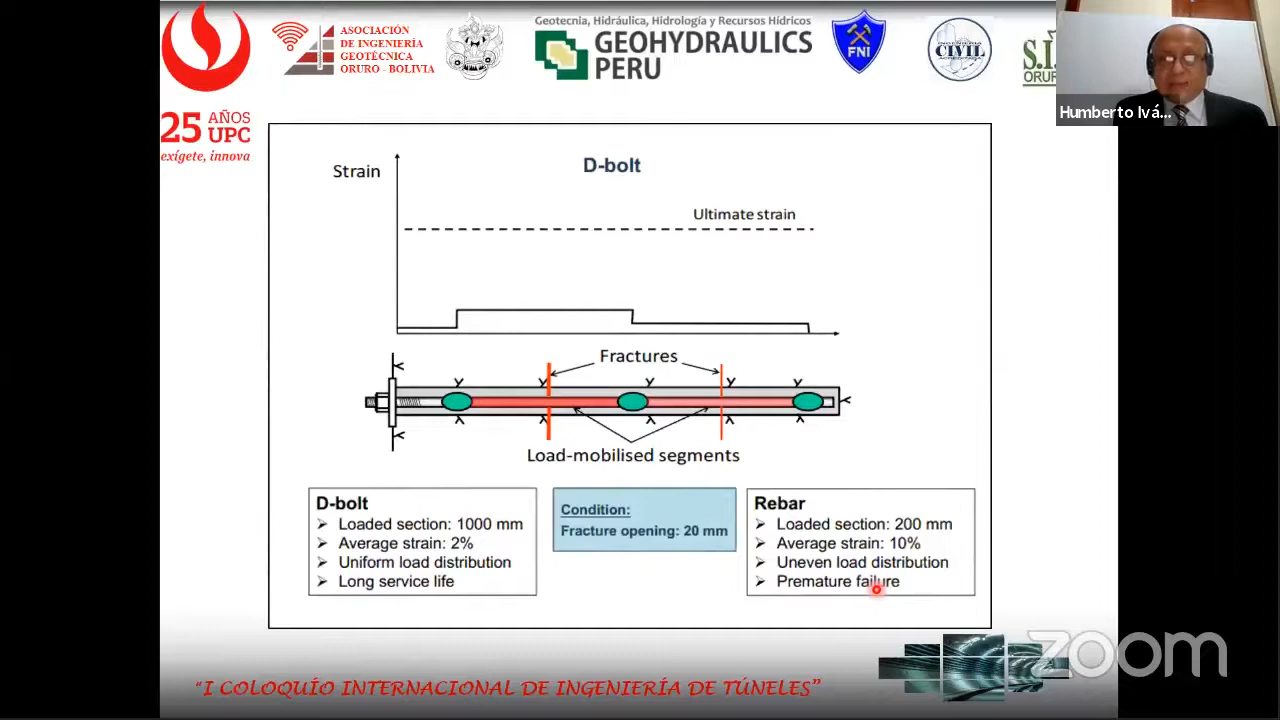 25 AÑOS
UPC
exígete, innova
ASOCIACIÓN
DE INGENIERÍA
GEOTÉCNICA
ORURO - BOLIVIA
Geotecnia, Hidráulica, Hidrología y Recursos Hídricos
GEOHYDRAULICS
PERU
FNI
CIVIL
ORUR
Humberto Ivá...
D-bolt
Strain
Ultimate strain
Fractures
Load-mobilised segments
D-bolt
➢ Loaded section: 1000 mm
➢ Average strain: 2%
➢ Uniform load distribution
➢ Long service life
Condition:
Fracture opening: 20 mm
Rebar
➢ Loaded section: 200 mm
➢ Average strain: 10%
➢ Uneven load distribution
➢ Premature failure
"I COLOQUÍO INTERNACIONAL DE INGENIERÍA DE TÚNELES"
zoom